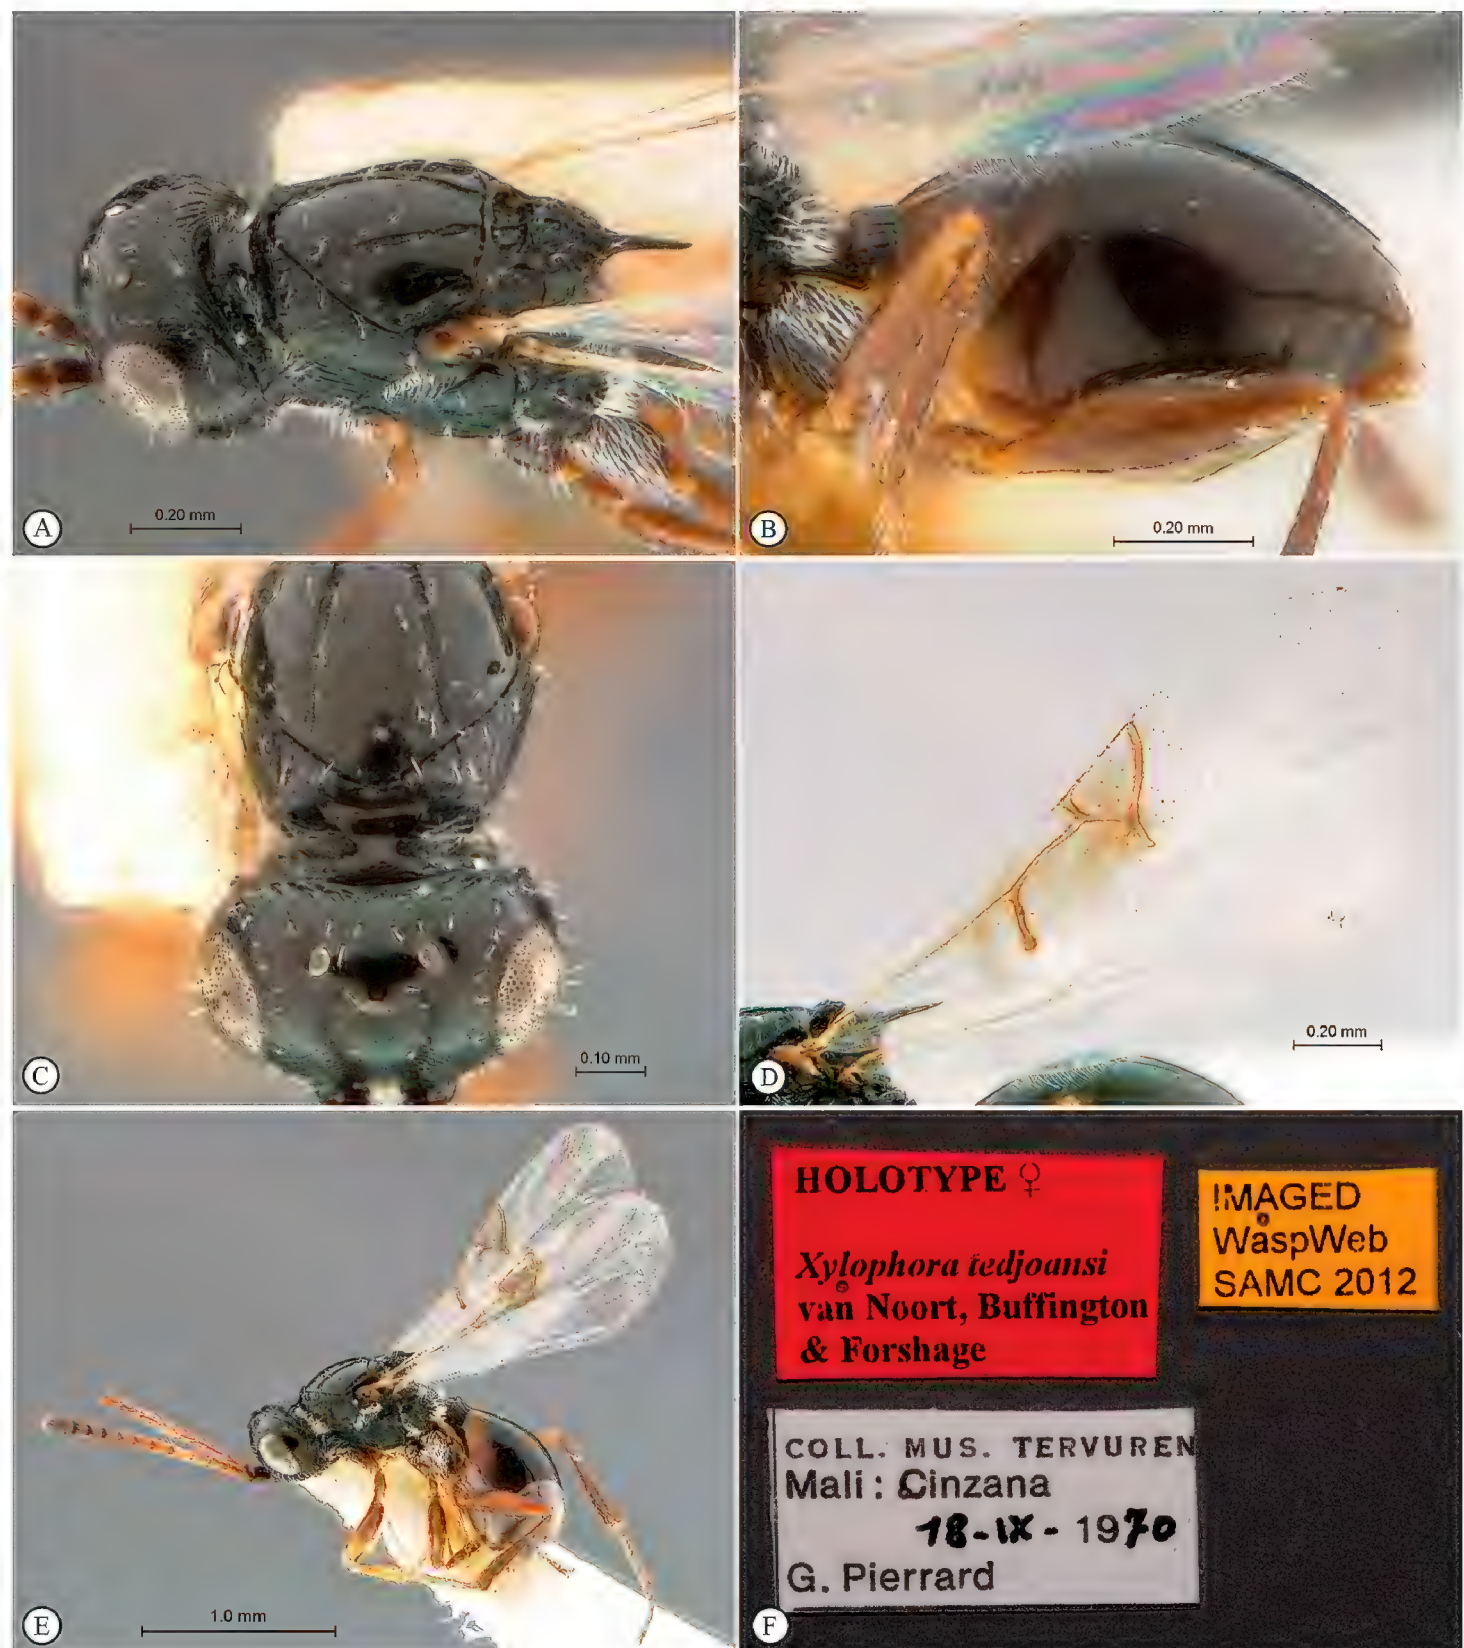 A
0.20 mm
B
0.20 mm
C
0.10 mm
D
0.20 mm
E
1.0 mm
HOLOTYPE ♀
Xylophora tedjoansi
van Noort, Buffington
& Forshage
IMAGED
WaspWeb
SAMC 2012
COLL. MUS. TERVUREN
Mali: Cinzana
18-IX-1970
G. Pierrard
F